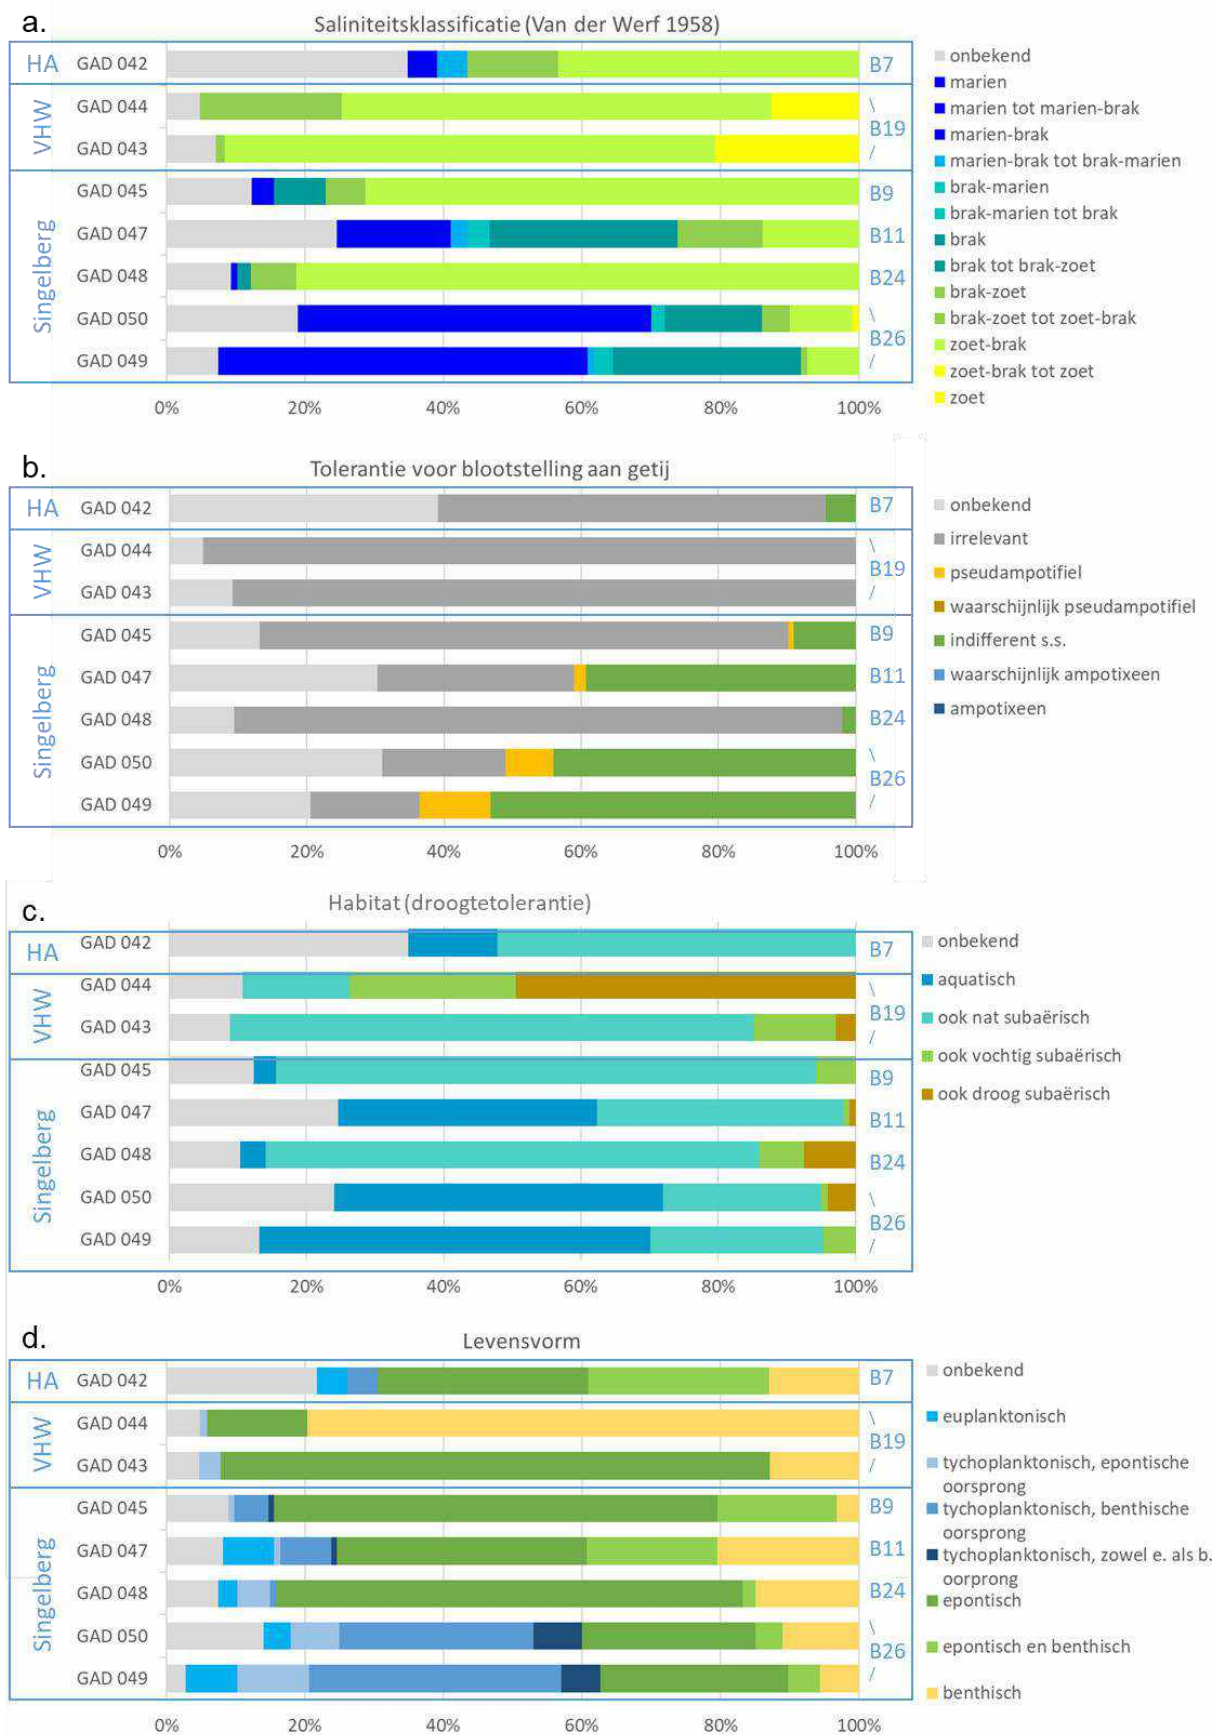 a.
Saliniteitsklassificatie (Van der Werf 1958)
HA
GAD 042
B7
VHW
GAD 044
\
B19
GAD 043
/
Singelberg
GAD 045
B9
GAD 047
B11
GAD 048
B24
GAD 050
\
B26
GAD 049
/
0% 20% 40% 60% 80% 100%
onbekend
marien
marien tot marien-brak
marien-brak
marien-brak tot brak-marien
brak-marien
brak-marien tot brak
brak
brak tot brak-zoet
brak-zoet
brak-zoet tot zoet-brak
zoet-brak
zoet-brak tot zoet
zoet
b.
Tolerantie voor blootstelling aan getij
HA
GAD 042
B7
VHW
GAD 044
\
B19
GAD 043
/
Singelberg
GAD 045
B9
GAD 047
B11
GAD 048
B24
GAD 050
\
B26
GAD 049
/
0% 20% 40% 60% 80% 100%
onbekend
irrelevant
pseudampotifiel
waarschijnlijk pseudampotifiel
indifferent s.s.
waarschijnlijk ampotixeen
ampotixeen
c.
Habitat (droogtetolerantie)
HA
GAD 042
B7
VHW
GAD 044
\
B19
GAD 043
/
Singelberg
GAD 045
B9
GAD 047
B11
GAD 048
B24
GAD 050
\
B26
GAD 049
/
0% 20% 40% 60% 80% 100%
onbekend
aquatisch
ook nat subaërisch
ook vochtig subaërisch
ook droog subaërisch
d.
Levensvorm
HA
GAD 042
B7
VHW
GAD 044
\
B19
GAD 043
/
Singelberg
GAD 045
B9
GAD 047
B11
GAD 048
B24
GAD 050
\
B26
GAD 049
/
0% 20% 40% 60% 80% 100%
onbekend
euplanktonisch
tychoplanktonisch, epontische
oorsprong
tychoplanktonisch, benthische
oorsprong
tychoplanktonisch, zowel e. als b.
oorprong
epontisch
epontisch en benthisch
benthisch